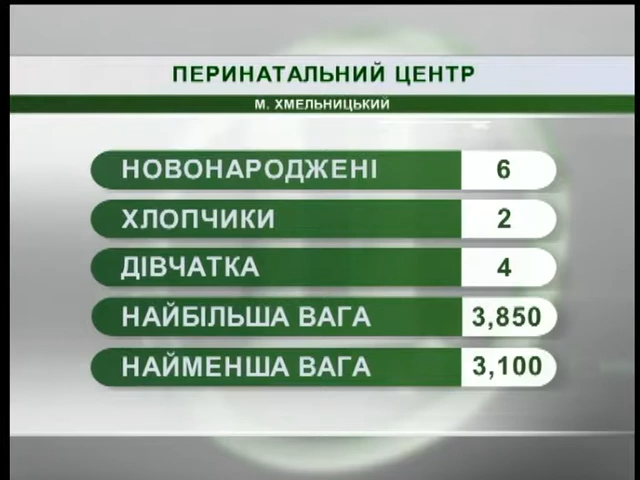 ПЕРИНАТАЛЬНИЙ ЦЕНТР
М. ХМЕЛЬНИЦЬКИЙ
НОВОНАРОДЖЕНІ 6
ХЛОПЧИКИ 2
ДІВЧАТКА 4
НАЙБІЛЬША ВАГА 3,850
НАЙМЕНША ВАГА 3,100